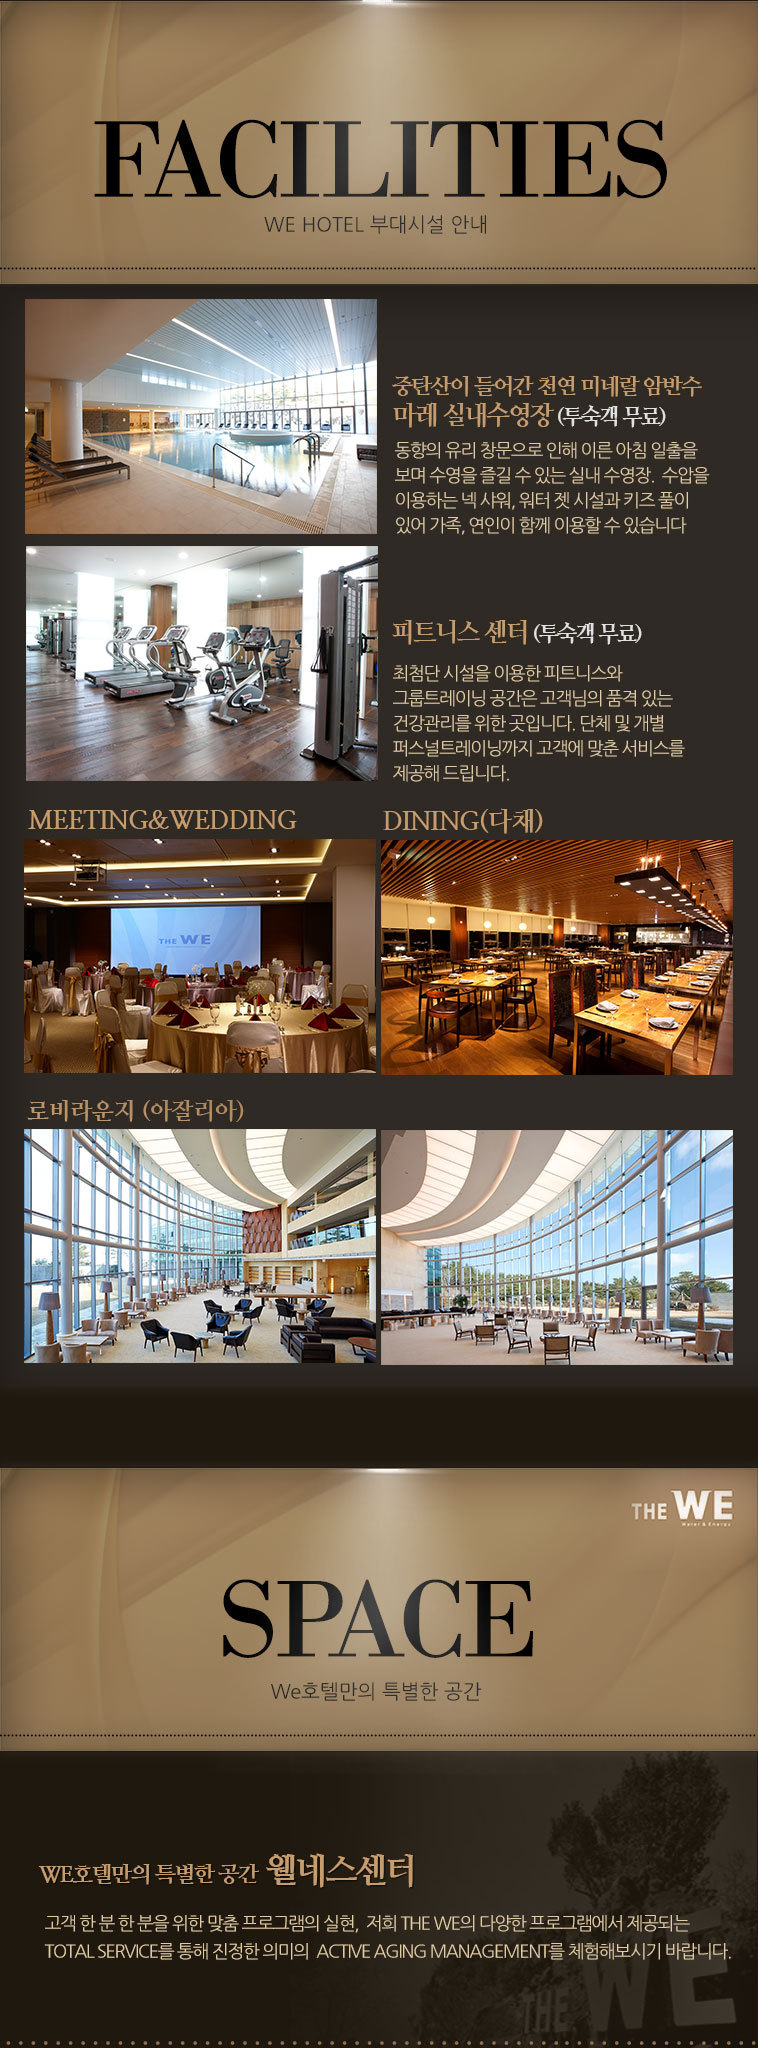 FACILITIES
WE HOTEL 부대시설 안내
중탄산이 들어간 천연 미네랄 암반수
마레 실내수영장 (투숙객 무료)
동향의 유리 창문으로 인해 이른 아침 일출을
보며 수영을 즐길 수 있는 실내 수영장. 수압을
이용하는 넥 샤워, 워터 젯 시설과 키즈 풀이
있어 가족, 연인이 함께 이용할 수 있습니다
피트니스 센터 (투숙객 무료)
최첨단 시설을 이용한 피트니스와
그룹트레이닝 공간은 고객님의 품격 있는
건강관리를 위한 곳입니다. 단체 및 개별
퍼스널트레이닝까지 고객에 맞춘 서비스를
제공해 드립니다.
MEETING&WEDDING
DINING(다채)
THE WE
로비라운지 (아잘리아)
THE WE
Water & Energy
SPACE
We호텔만의 특별한 공간
WE호텔만의 특별한 공간 웰네스센터
고객 한 분 한 분을 위한 맞춤 프로그램의 실현, 저희 THE WE의 다양한 프로그램에서 제공되는
TOTAL SERVICE를 통해 진정한 의미의 ACTIVE AGING MANAGEMENT를 체험해보시기 바랍니다.
THE WE